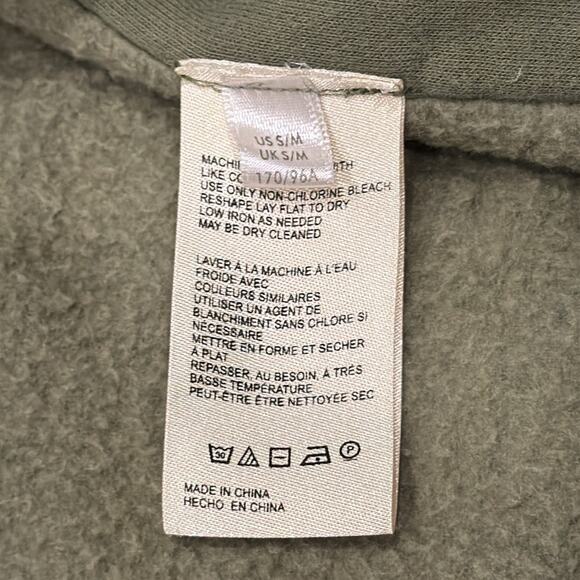 US S/M
UK S/M
170/96A
LIKE
USE ONLY NON-CHLORINE BLEACH
RESHAPE LAY FLAT TO DRY
LOW IRON AS NEEDED
MAY BE DRY CLEANED
LAVER À LA MACHINE À L'EAU
FROIDE AVEC
COULEURS SIMILAIRES
UTILISER UN AGENT DE
BLANCHIMENT SANS CHLORE SI
NÉCESSAIRE
METTRE EN FORME ET SECHER
À PLAT
REPASSER, AU BESOIN, À TRÉS
BASSE TEMPÉRATURE
PEUT-ÊTRE ÊTRE NETTOYÉE SEC
30
P
MADE IN CHINA
HECHO EN CHINA